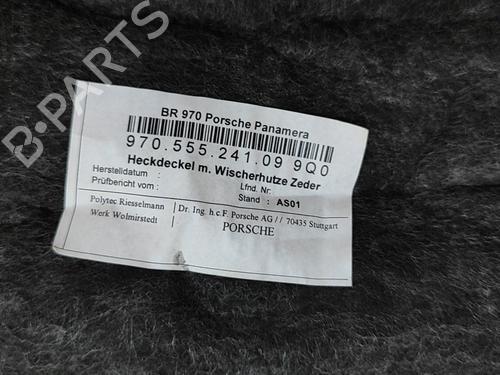 B-PARTS
BR 970 Porsche Panamera
970.555.241.09 9Q0
Heckdeckel m. Wischerhutze Zeder
Herstelldatum :
Lfnd. Nr:
Prüfbencht vom :
Stand : AS01
Polytec Riesselmann
Werk Wolmirstedt
Dr. Ing. h.c.F. Porsche AG // 70435 Stuttgart
PORSCHE